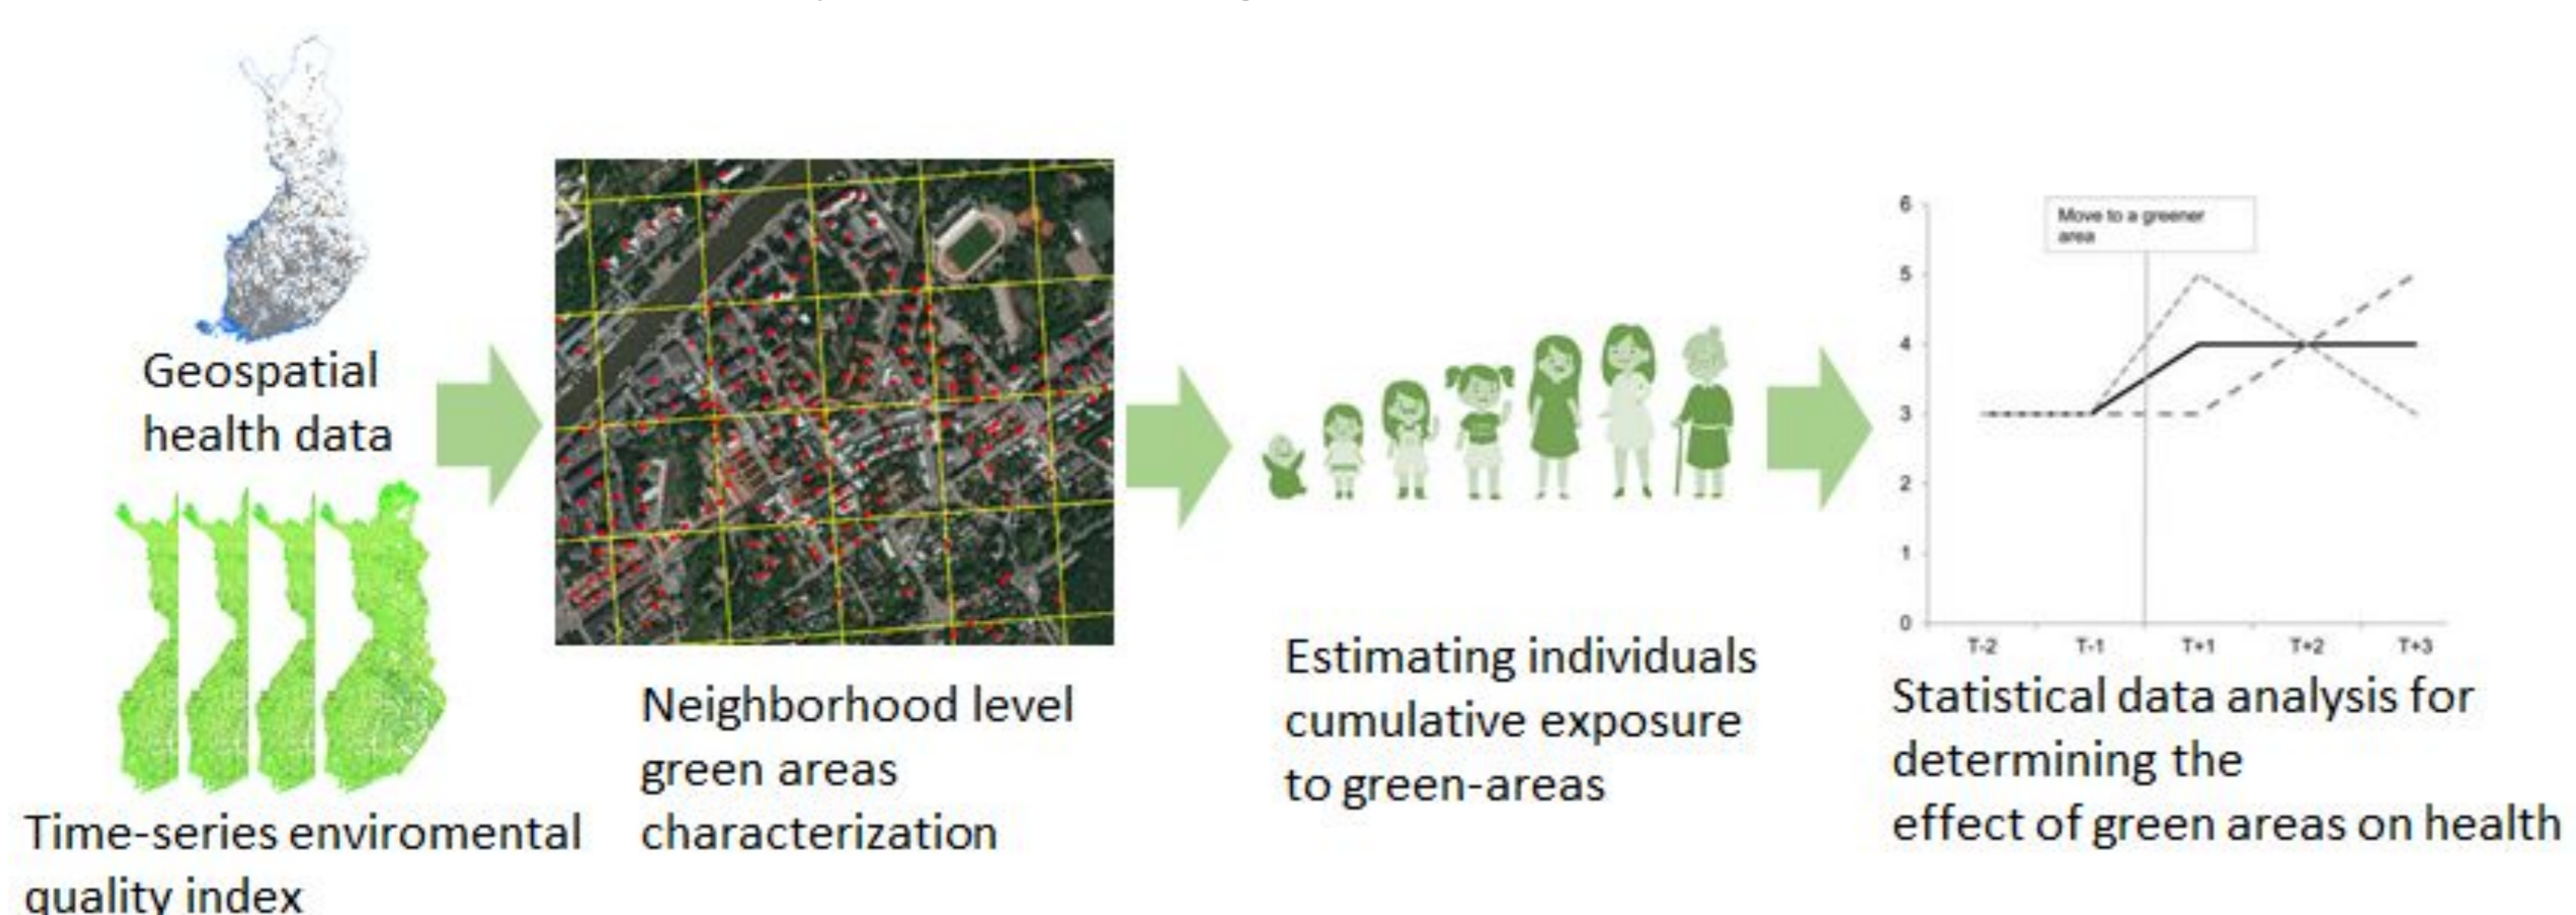 Geospatial
health data
Time-series enviromental
quality index
Neighborhood level
green areas
characterization
Estimating individuals
cumulative exposure
to green-areas
6
5
4
3
2
1
0
Move to a greener
area
T-2
T-1
T+1
T+2
T+3
Statistical data analysis for
determining the
effect of green areas on health